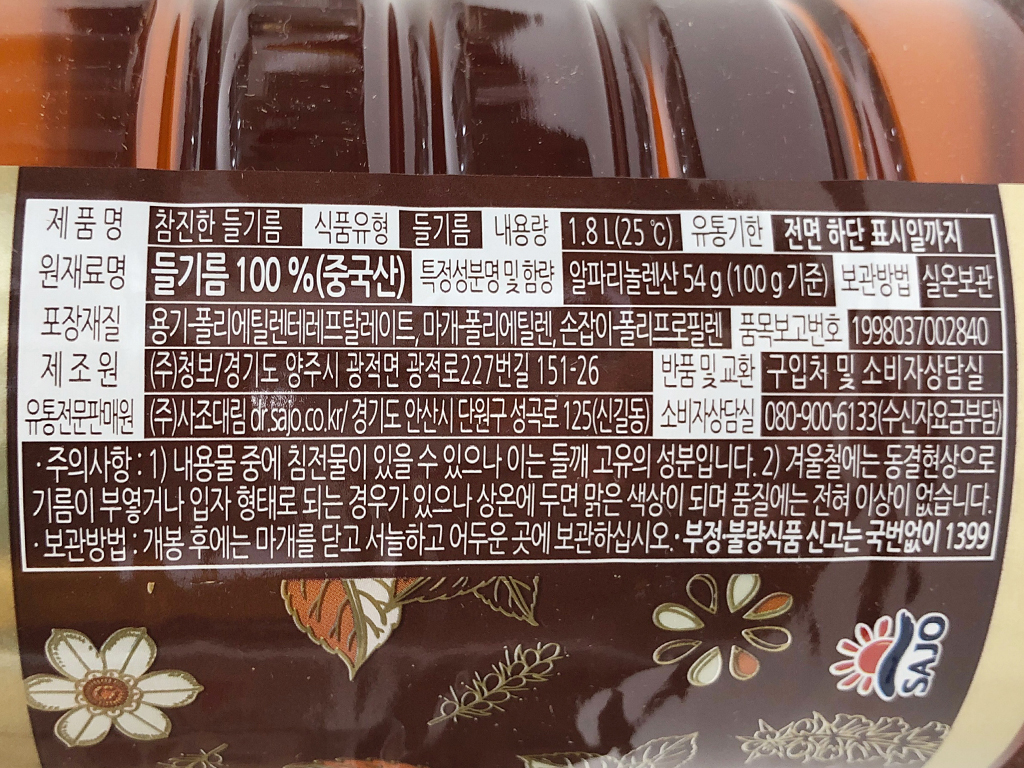 제품명 참진한 들기름 식품유형 들기름 내용량 1.8 L(25 ℃) 유통기한 전면 하단 표시일까지
원재료명 들기름 100 %(중국산) 특정성분명 및 함량 알파리놀렌산 54 g (100 g 기준) 보관방법 실온보관
포장재질 용기-폴리에틸렌테레프탈레이트, 마개-폴리에틸렌, 손잡이-폴리프로필렌 품목보고번호 1998037002840
제조원 (주)청보/경기도 양주시 광적면 광적로227번길 151-26 반품 및 교환 구입처 및 소비자상담실
유통전문판매원 (주)사조대림 dr.sajo.co.kr/ 경기도 안산시 단원구 성곡로 125(신길동) 소비자상담실 080-900-6133(수신자요금부담)
·주의사항 : 1) 내용물 중에 침전물이 있을 수 있으나 이는 들깨 고유의 성분입니다. 2) 겨울철에는 동결현상으로
기름이 부옇거나 입자 형태로 되는 경우가 있으나 상온에 두면 맑은 색상이 되며 품질에는 전혀 이상이 없습니다.
·보관방법 : 개봉 후에는 마개를 닫고 서늘하고 어두운 곳에 보관하십시오. ·부정·불량식품 신고는 국번없이 1399
SAJO